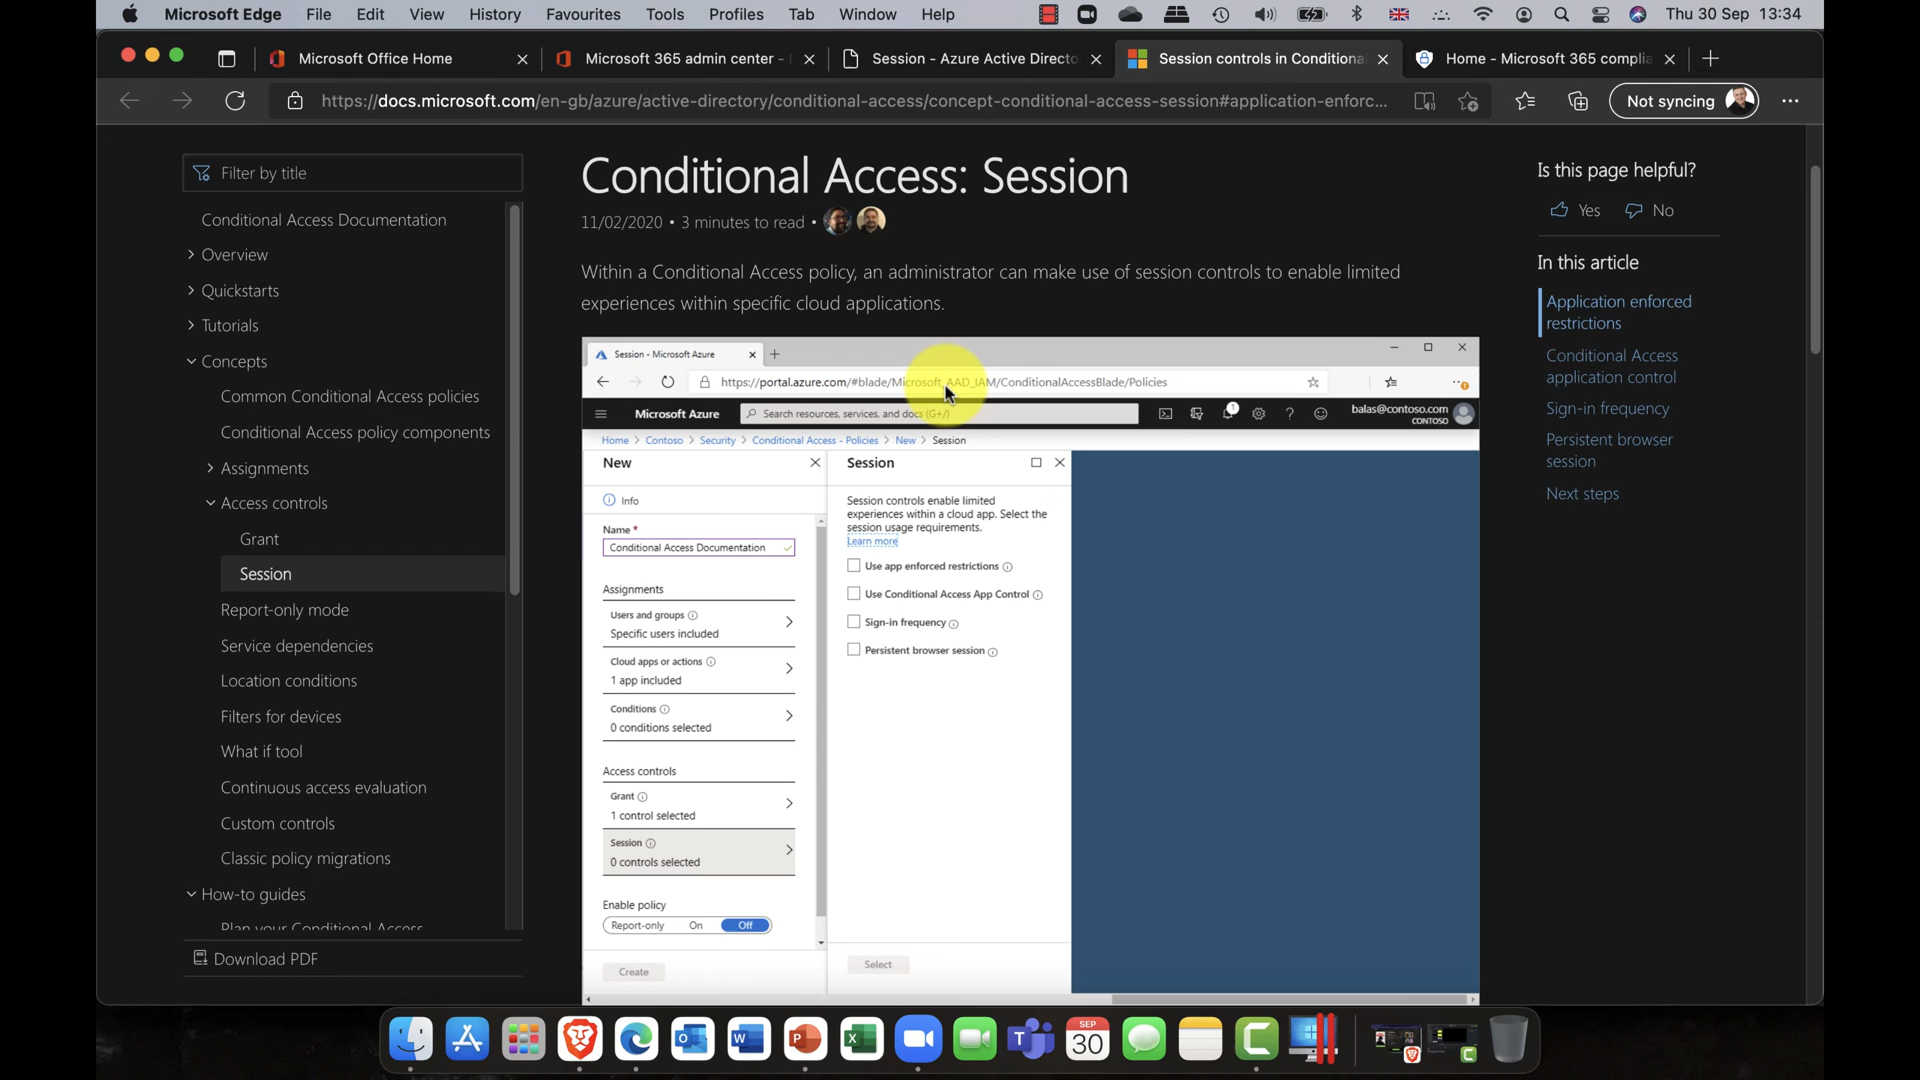 Microsoft Edge File Edit View History Favourites Tools Profiles Tab Window Help Thu 30 Sep 13:34
Microsoft Office Home
Microsoft 365 admin center -
Session - Azure Active Directo
Session controls in Conditional
Home - Microsoft 365 complia
https://docs.microsoft.com/en-gb/azure/active-directory/conditional-access/concept-conditional-access-session#application-enforc...
Not syncing
Filter by title
Conditional Access Documentation
Overview
Quickstarts
Tutorials
Concepts
Common Conditional Access policies
Conditional Access policy components
Assignments
Access controls
Grant
Session
Report-only mode
Service dependencies
Location conditions
Filters for devices
What if tool
Continuous access evaluation
Custom controls
Classic policy migrations
How-to guides
Plan your Conditional Access
Download PDF
Conditional Access: Session
11/02/2020 • 3 minutes to read •
Within a Conditional Access policy, an administrator can make use of session controls to enable limited
experiences within specific cloud applications.
Session - Microsoft Azure
https://portal.azure.com/#blade/Microsoft_AAD_IAM/ConditionalAccessBlade/Policies
Microsoft Azure
Search resources, services, and docs (G+/)
1
balas@contoso.com
CONTOSO
Home > Contoso > Security > Conditional Access - Policies > New > Session
New
Info
Name *
Conditional Access Documentation
Assignments
Users and groups
Specific users included
Cloud apps or actions
1 app included
Conditions
0 conditions selected
Access controls
Grant
1 control selected
Session
0 controls selected
Enable policy
Report-only On Off
Create
Session
Session controls enable limited
experiences within a cloud app. Select the
session usage requirements.
Learn more
Use app enforced restrictions
Use Conditional Access App Control
Sign-in frequency
Persistent browser session
Select
Is this page helpful?
Yes No
In this article
Application enforced
restrictions
Conditional Access
application control
Sign-in frequency
Persistent browser
session
Next steps
SEP
30